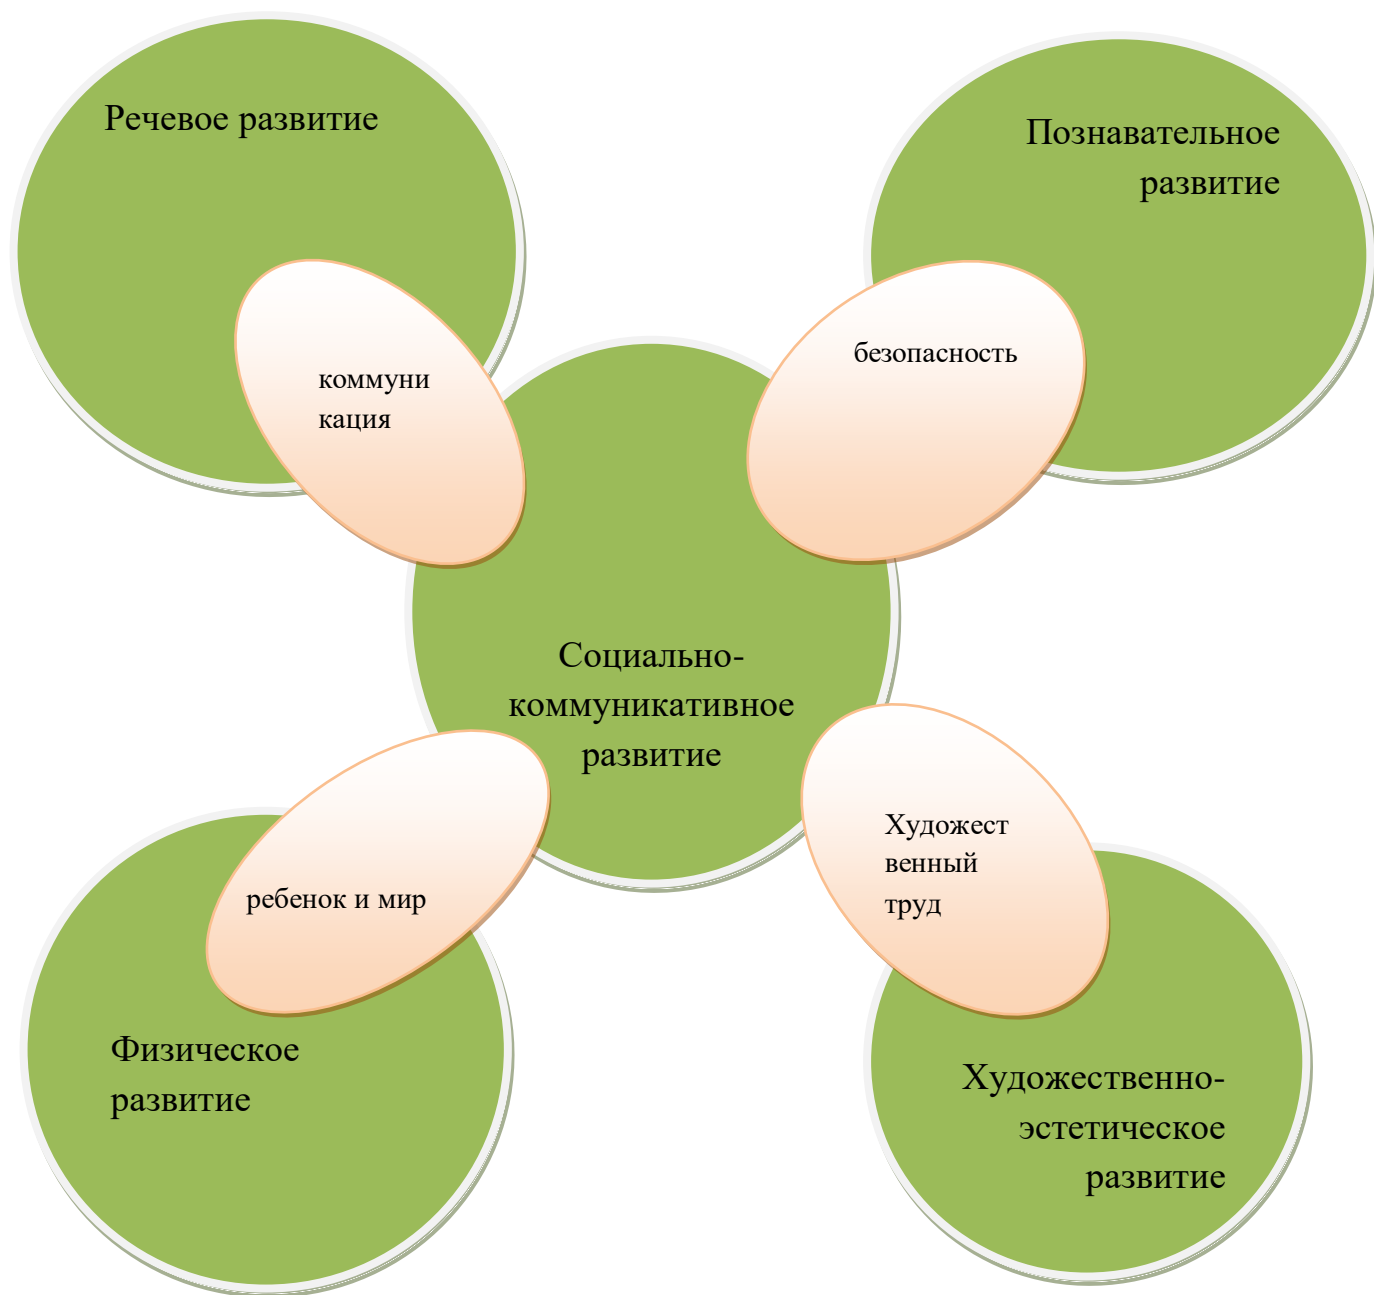 Речевое развитие
Познавательное
развитие
коммуни
кация
безопасность
Социально-
коммуникативное
развитие
ребенок и мир
Художест
венный
труд
Физическое
развитие
Художественно-
эстетическое
развитие